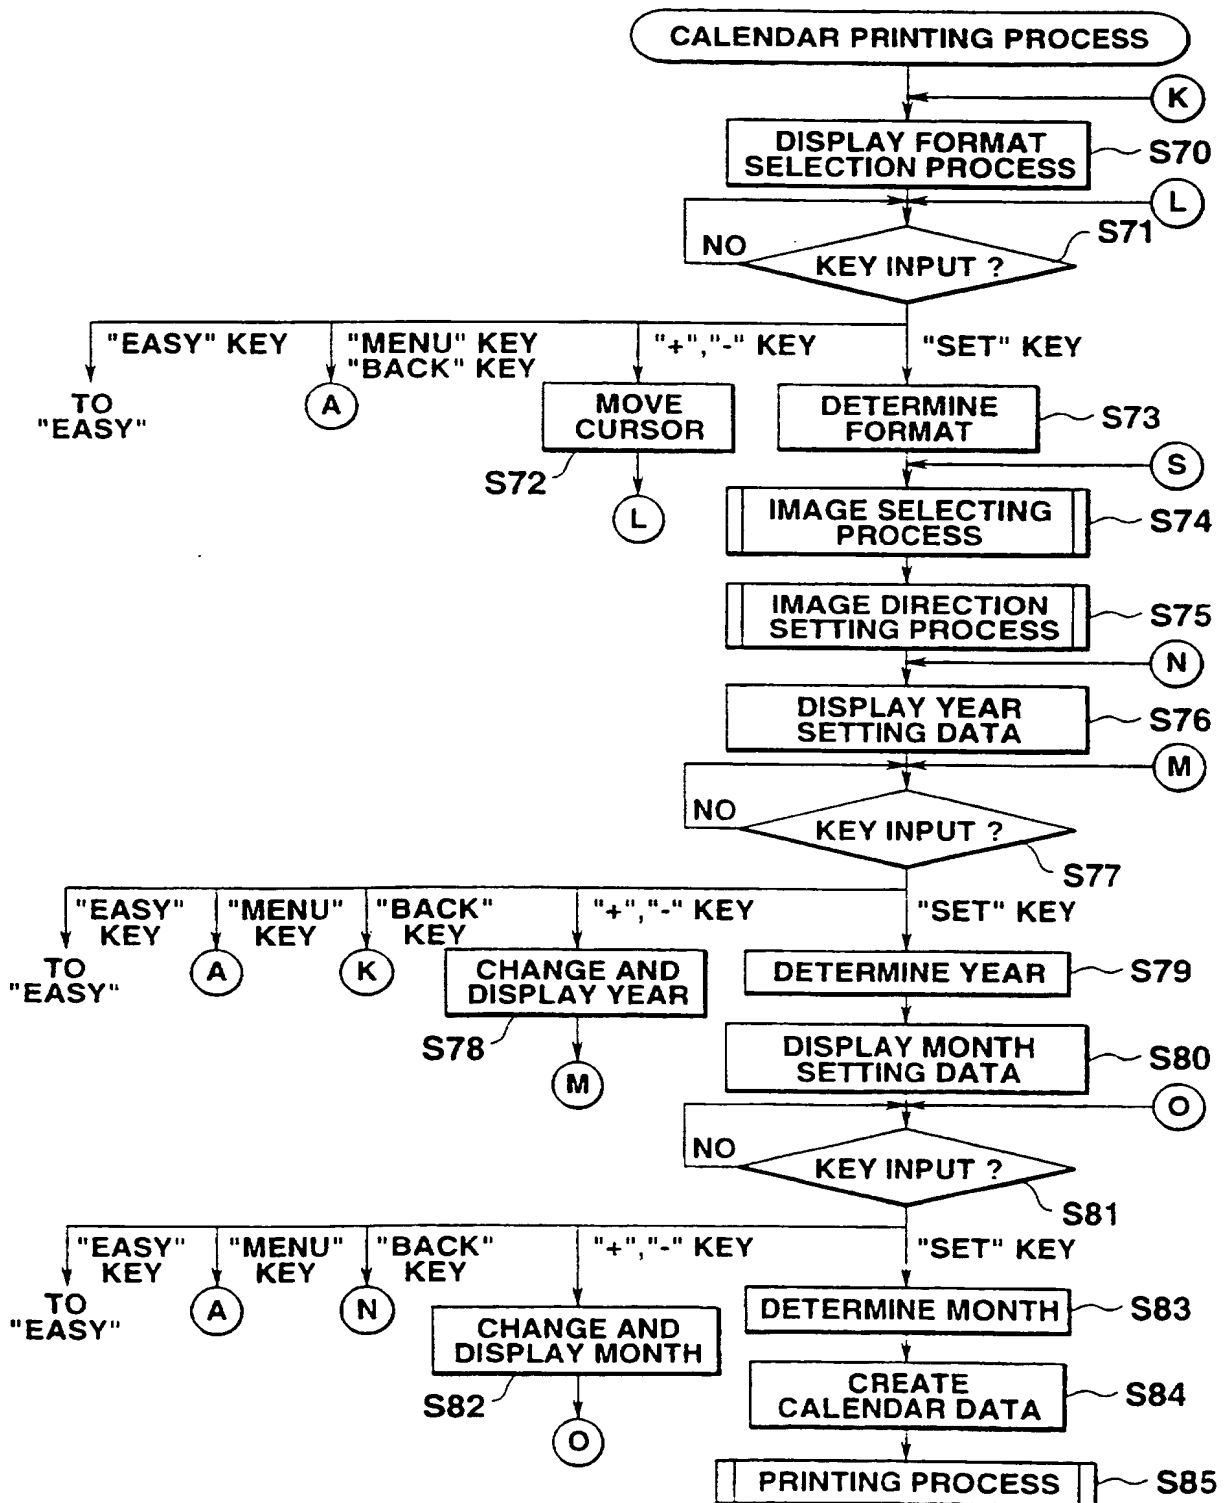 CALENDAR PRINTING PROCESS
K
DISPLAY FORMAT
SELECTION PROCESS
S70
L
S71
NO
KEY INPUT ?
"EASY" KEY
"MENU" KEY
"BACK" KEY
"+","-" KEY
"SET" KEY
TO
"EASY"
A
MOVE
CURSOR
S72
L
DETERMINE
FORMAT
S73
S
IMAGE SELECTING
PROCESS
S74
IMAGE DIRECTION
SETTING PROCESS
S75
N
DISPLAY YEAR
SETTING DATA
S76
M
NO
KEY INPUT ?
S77
"EASY"
KEY
"MENU"
KEY
"BACK"
KEY
"+","-" KEY
"SET" KEY
TO
"EASY"
A
K
CHANGE AND
DISPLAY YEAR
S78
M
DETERMINE YEAR
S79
DISPLAY MONTH
SETTING DATA
S80
O
NO
KEY INPUT ?
S81
"EASY"
KEY
"MENU"
KEY
"BACK"
KEY
"+","-" KEY
"SET" KEY
TO
"EASY"
A
N
CHANGE AND
DISPLAY MONTH
S82
O
DETERMINE MONTH
S83
CREATE
CALENDAR DATA
S84
PRINTING PROCESS
S85